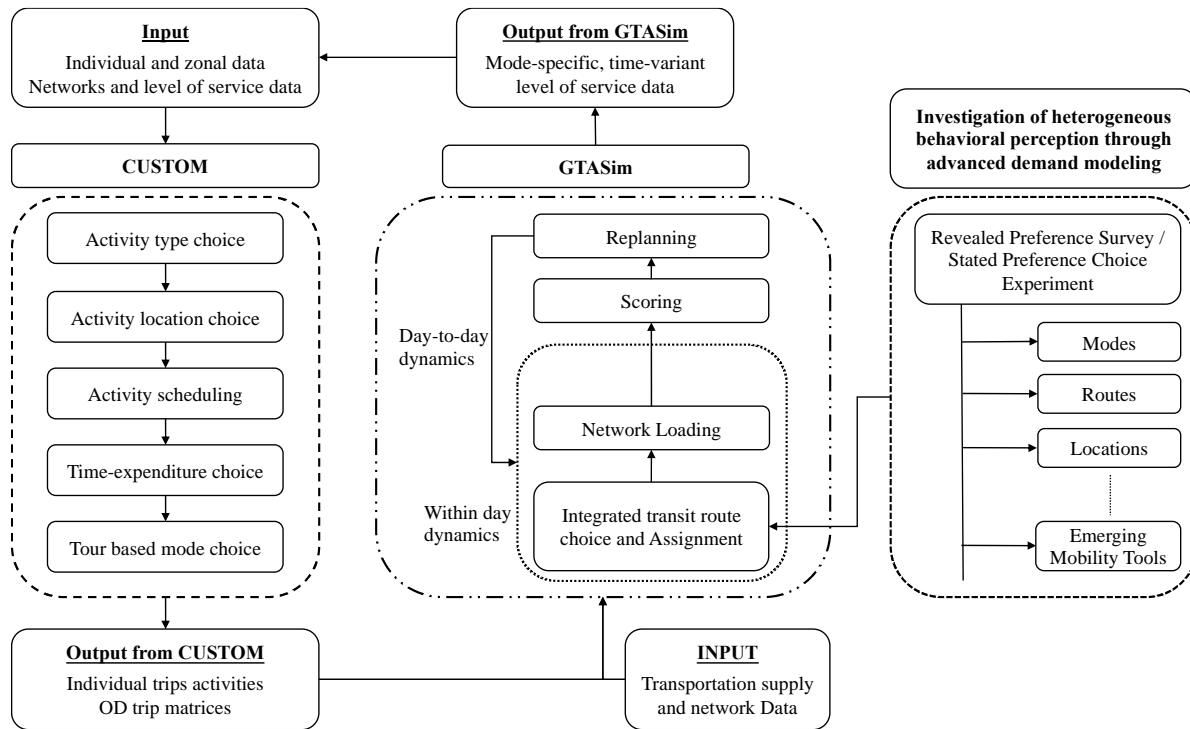 Input
Individual and zonal data
Networks and level of service data
CUSTOM
Activity type choice
Activity location choice
Activity scheduling
Time-expenditure choice
Tour based mode choice
Output from CUSTOM
Individual trips activities
OD trip matrices
Output from GTASim
Mode-specific, time-variant
level of service data
GTASim
Replanning
Scoring
Day-to-day
dynamics
Network Loading
Within day
dynamics
Integrated transit route
choice and Assignment
INPUT
Transportation supply
and network Data
Investigation of heterogeneous
behavioral perception through
advanced demand modeling
Revealed Preference Survey /
Stated Preference Choice
Experiment
Modes
Routes
Locations
Emerging
Mobility Tools